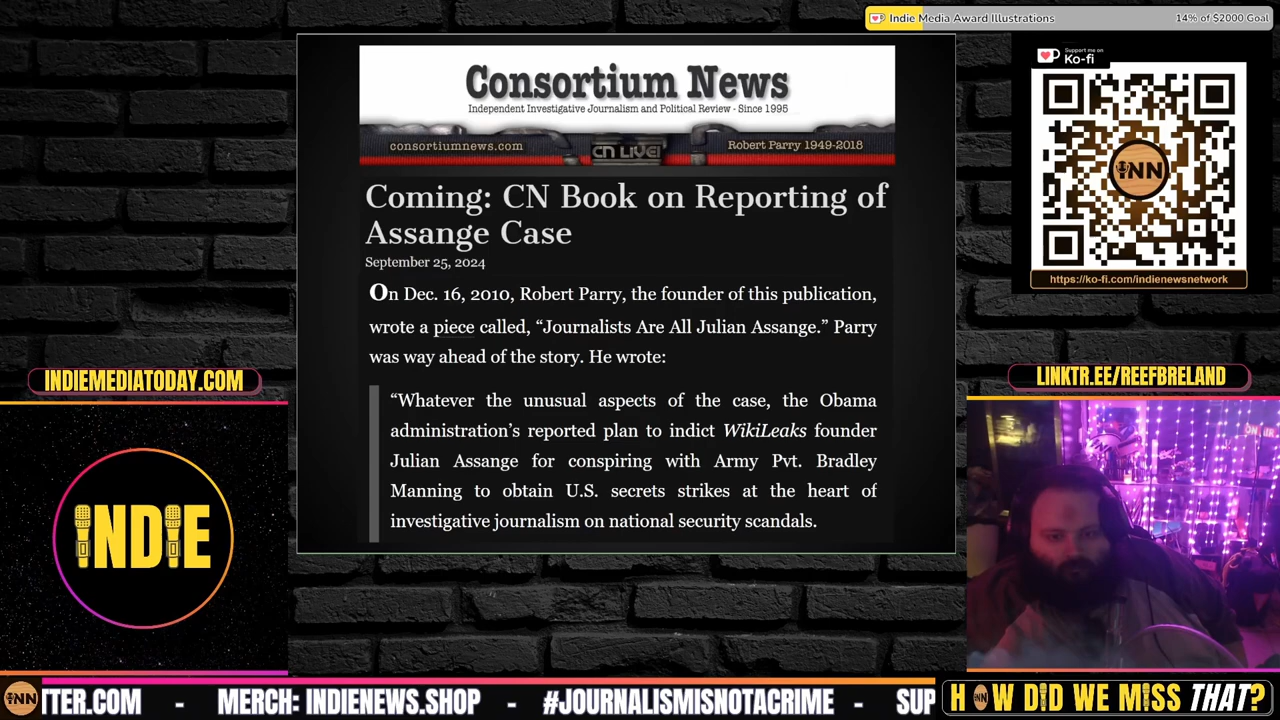 Indie Media Award Illustrations
14% of $2000 Goal
Consortium News
Independent Investigative Journalism and Political Review - Since 1995
consortiumnews.com
CN LIVE!
Robert Parry 1949-2018
Coming: CN Book on Reporting of
Assange Case
September 25, 2024
On Dec. 16, 2010, Robert Parry, the founder of this publication,
wrote a piece called, “Journalists Are All Julian Assange.” Parry
was way ahead of the story. He wrote:
“Whatever the unusual aspects of the case, the Obama
administration’s reported plan to indict WikiLeaks founder
Julian Assange for conspiring with Army Pvt. Bradley
Manning to obtain U.S. secrets strikes at the heart of
investigative journalism on national security scandals.
Support me on
Ko-fi
iNN
https://ko-fi.com/indienewsnetwork
INDIEMEDIATODAY.COM
INDIE
LINKTR.EE/REEFBRELAND
iNN
TTER.COM - MERCH: INDIENEWS.SHOP - #JOURNALISMISNOTACRIME - SUP
HOW DID WE MISS THAT?